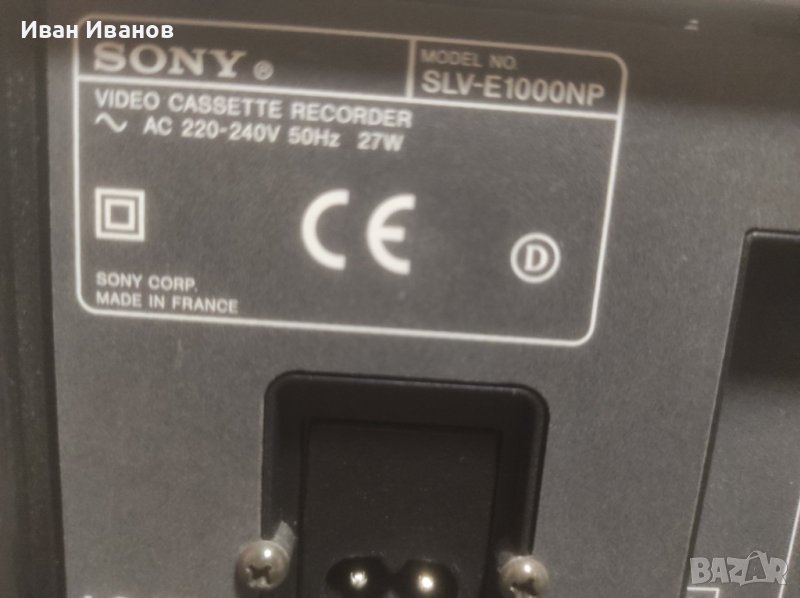 Иван Иванов
SONY ®
MODEL NO.
SLV-E1000NP
VIDEO CASSETTE RECORDER
~ AC 220-240V 50Hz 27W
CE
D
SONY CORP.
MADE IN FRANCE
BAZAR